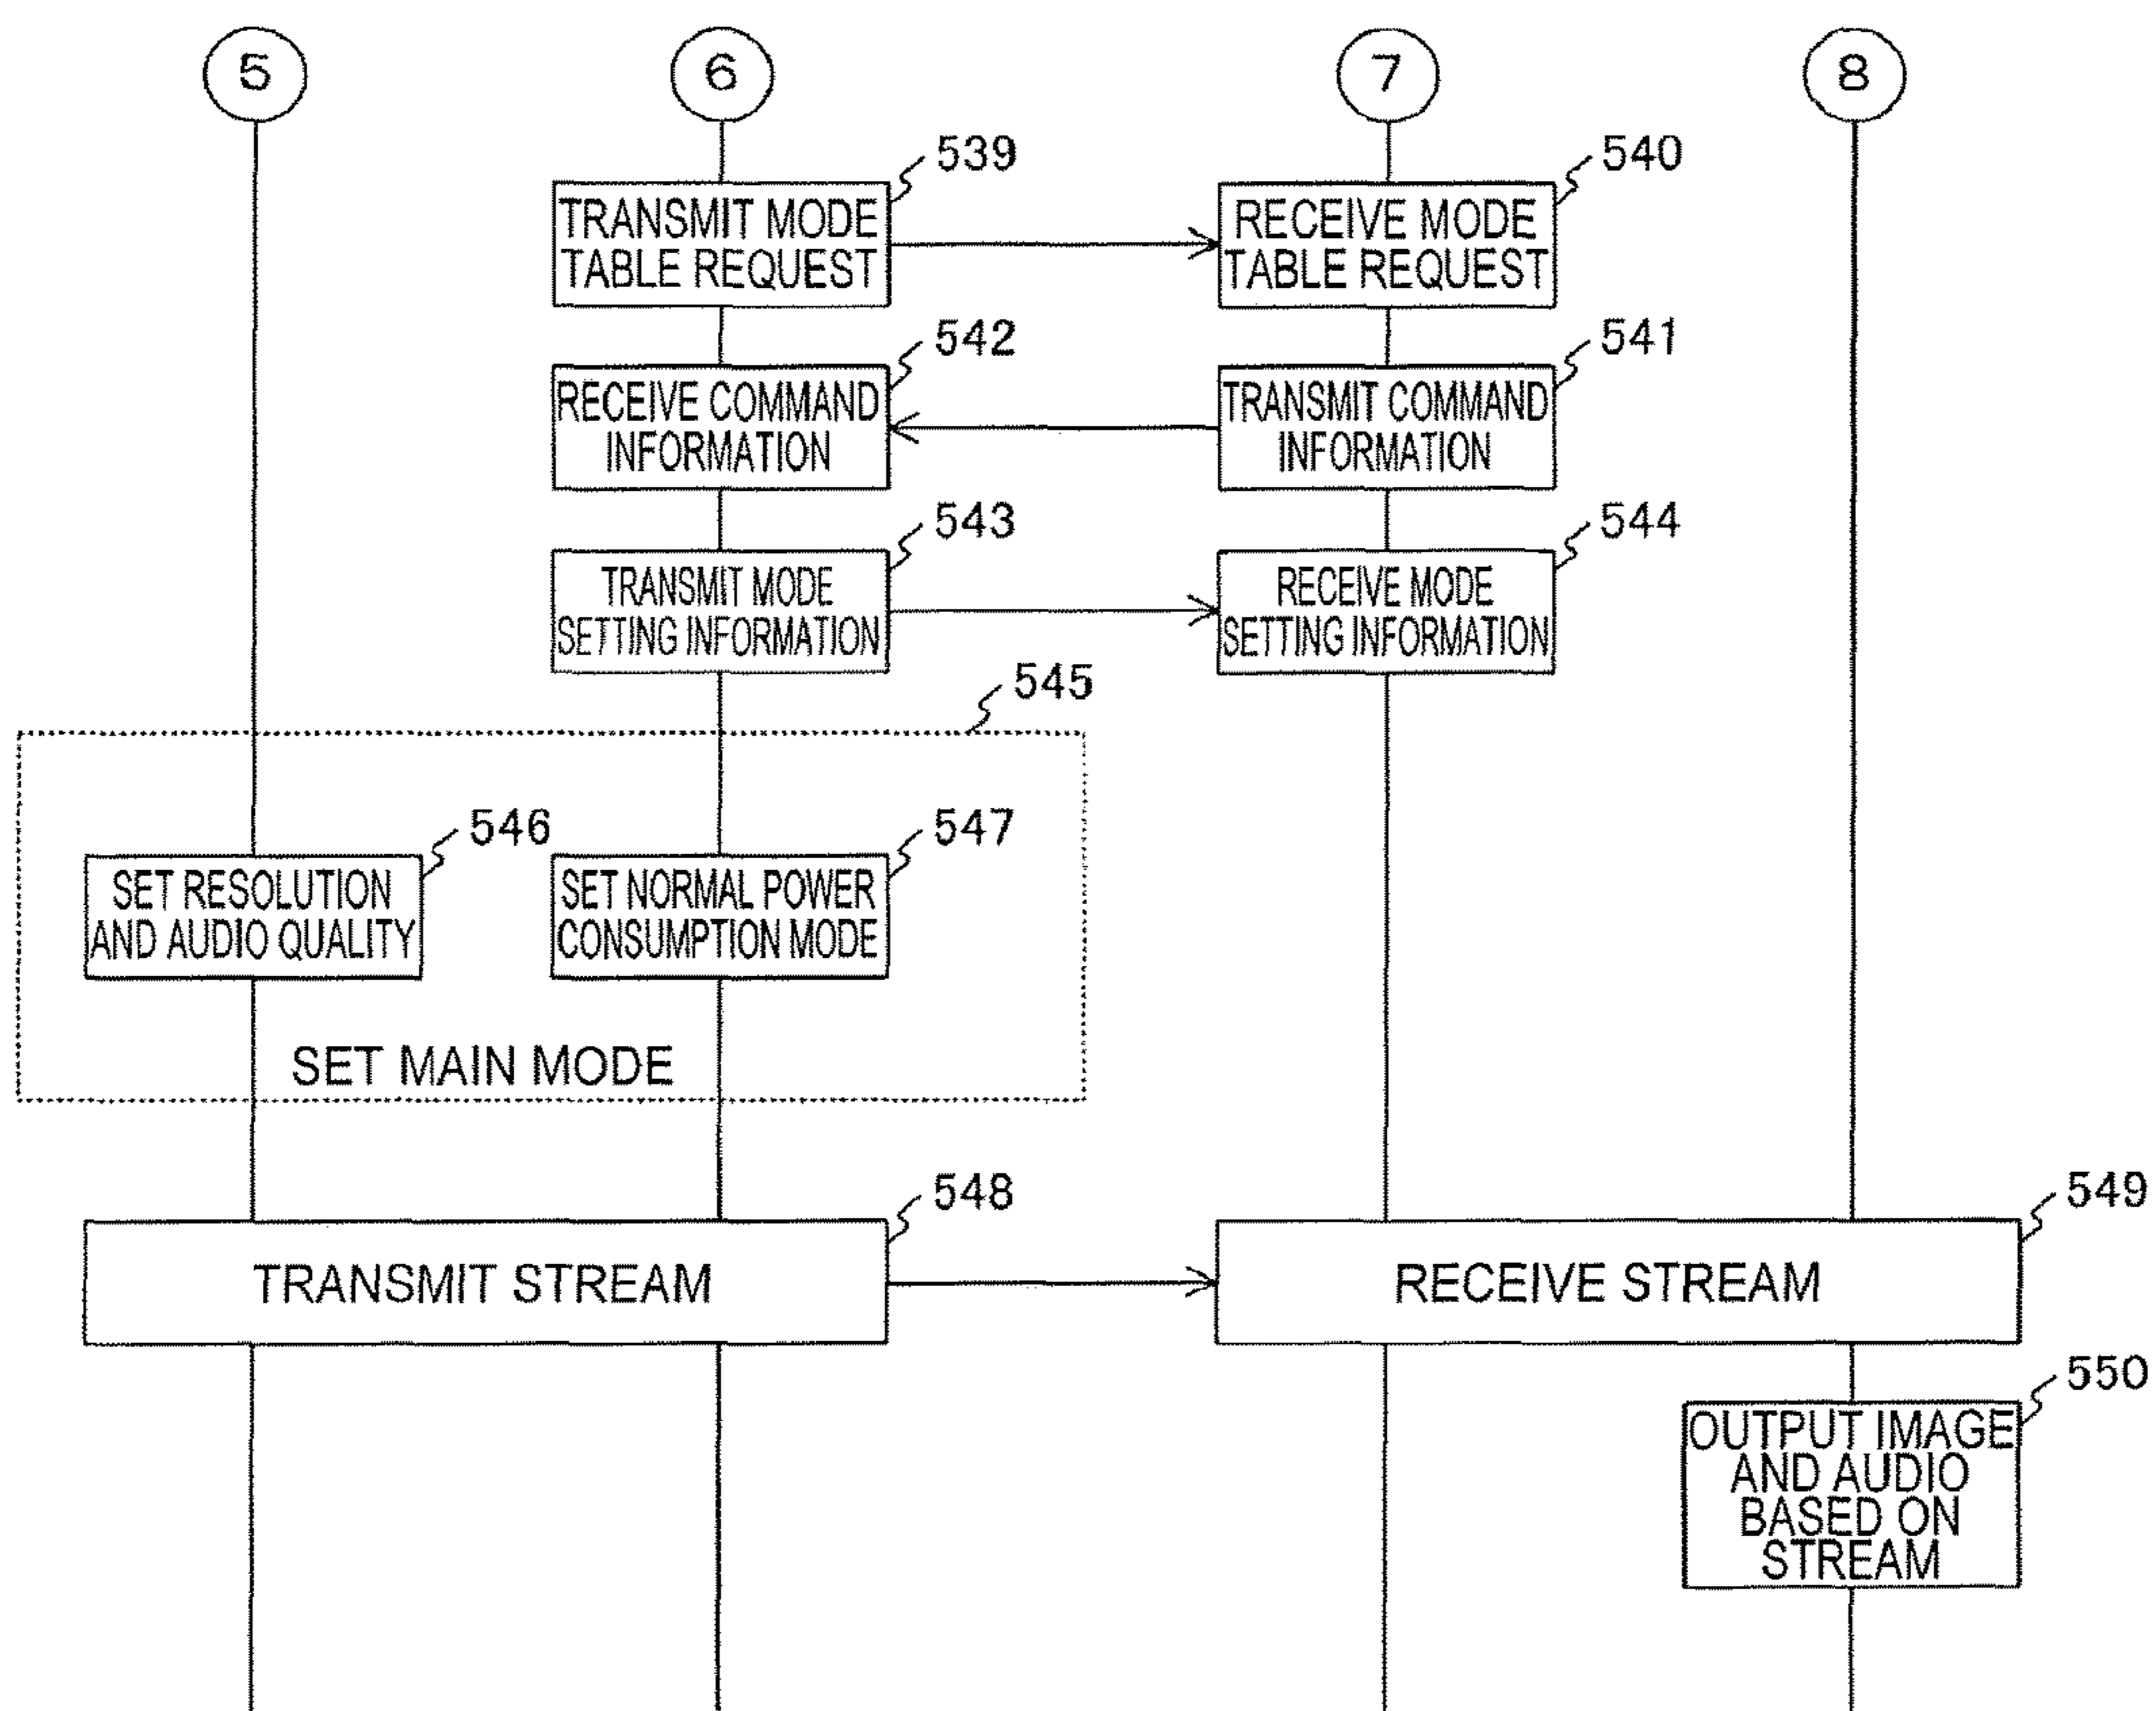 5
6
7
8
539
540
TRANSMIT MODE
TABLE REQUEST
RECEIVE MODE
TABLE REQUEST
542
541
RECEIVE COMMAND
INFORMATION
TRANSMIT COMMAND
INFORMATION
543
544
TRANSMIT MODE
SETTING INFORMATION
RECEIVE MODE
SETTING INFORMATION
545
546
547
SET RESOLUTION
AND AUDIO QUALITY
SET NORMAL POWER
CONSUMPTION MODE
SET MAIN MODE
548
549
TRANSMIT STREAM
RECEIVE STREAM
550
OUTPUT IMAGE
AND AUDIO
BASED ON
STREAM